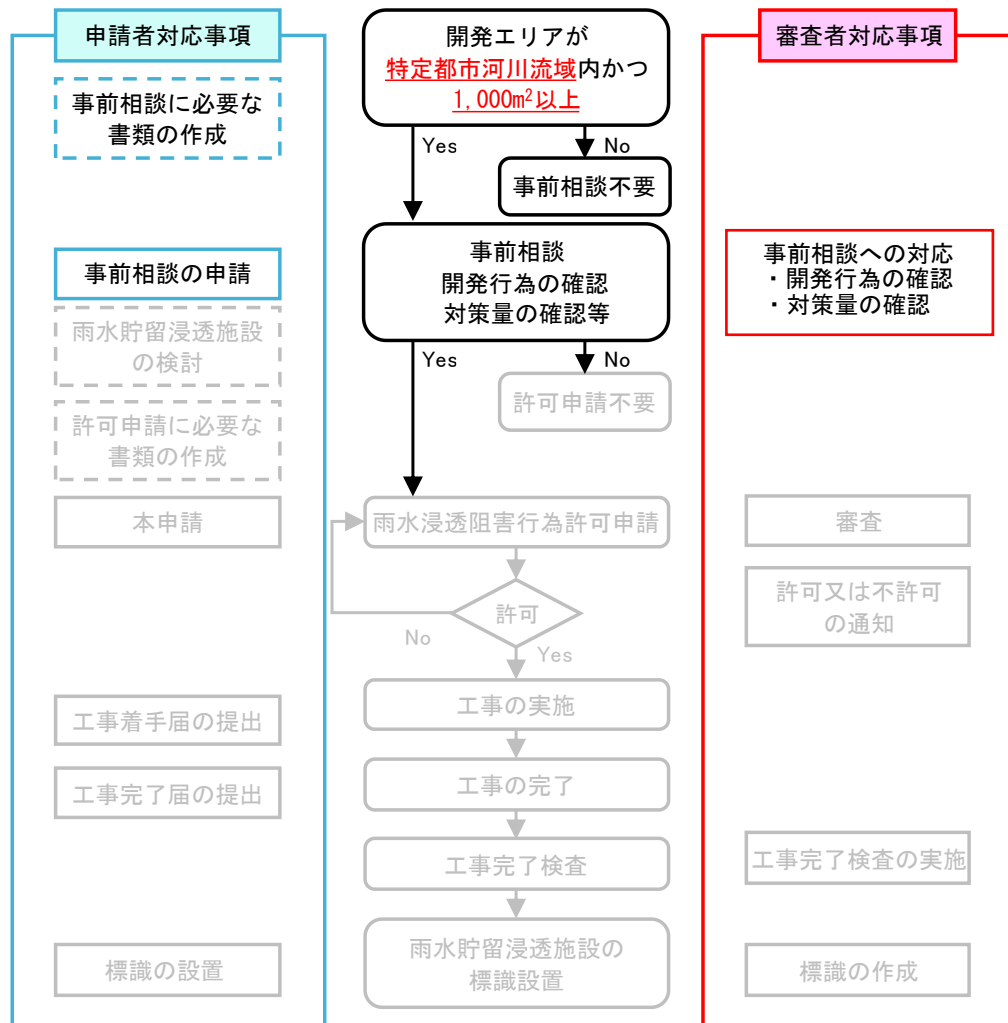 申請者対応事項
事前相談に必要な
書類の作成
事前相談の申請
雨水貯留浸透施設
の検討
許可申請に必要な
書類の作成
本申請
工事着手届の提出
工事完了届の提出
標識の設置
開発エリアが
特定都市河川流域内かつ
1,000m²以上
Yes
No
事前相談不要
事前相談
開発行為の確認
対策量の確認等
Yes
No
許可申請不要
雨水浸透阻害行為許可申請
許可
No
Yes
工事の実施
工事の完了
工事完了検査
雨水貯留浸透施設の
標識設置
審査者対応事項
事前相談への対応
・開発行為の確認
・対策量の確認
審査
許可又は不許可
の通知
工事完了検査の実施
標識の作成